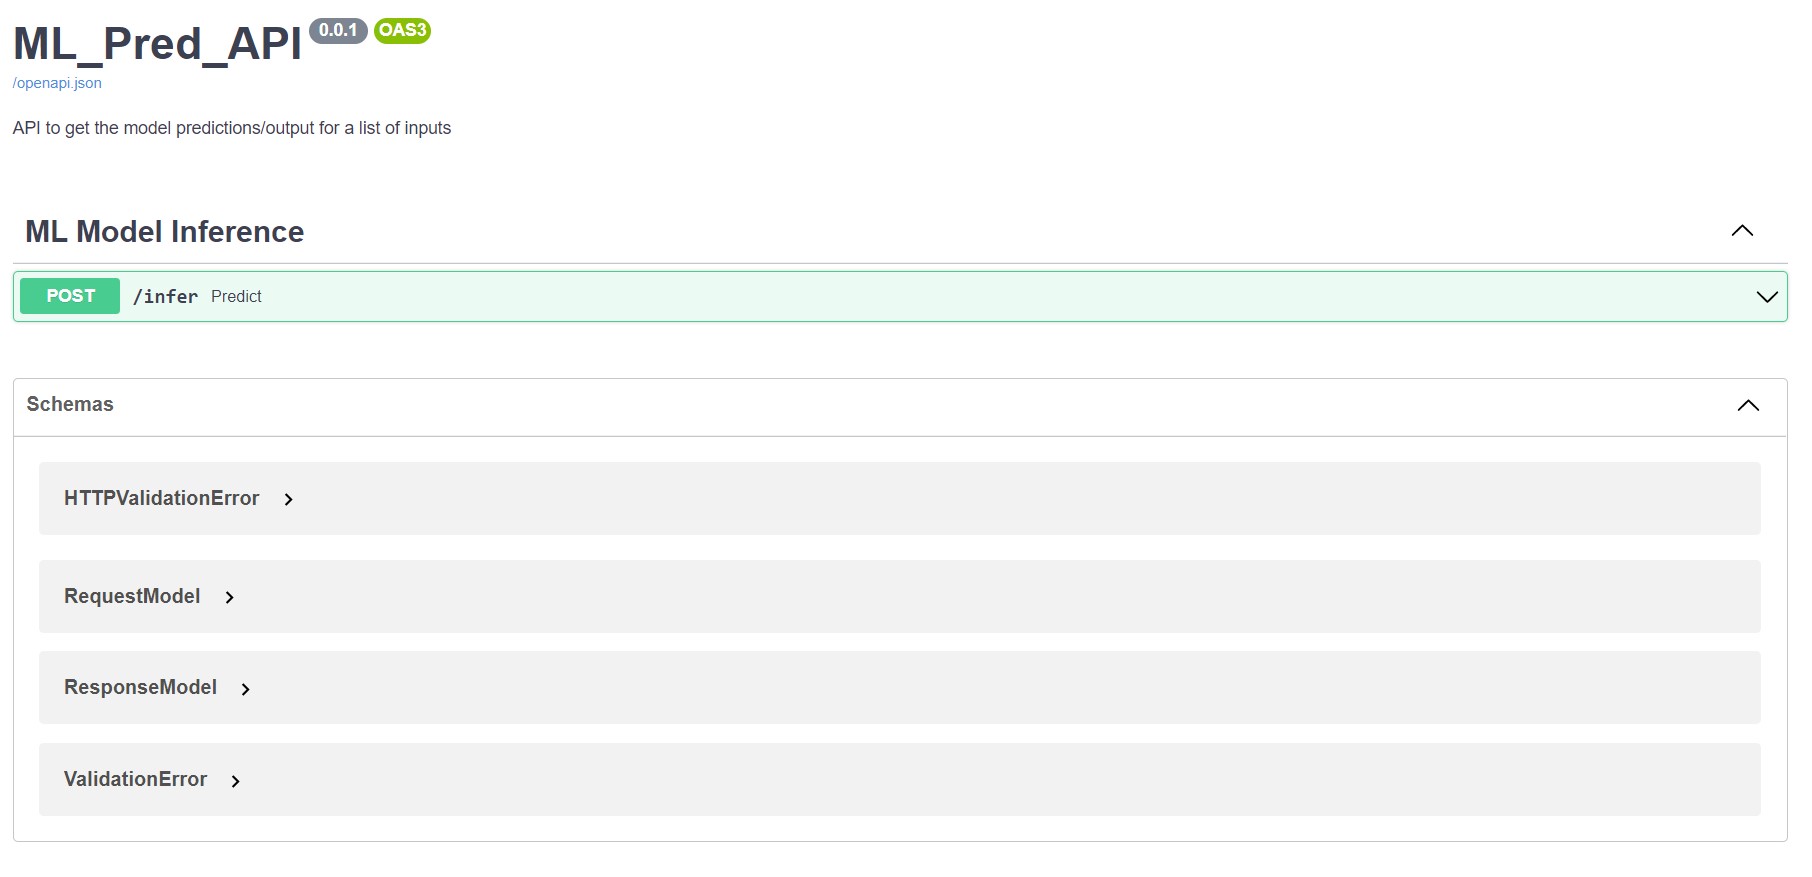 ML_Pred_API 0.0.1 OAS3
/openapi.json
API to get the model predictions/output for a list of inputs
ML Model Inference
POST /infer Predict
Schemas
HTTPValidationError
RequestModel
ResponseModel
ValidationError